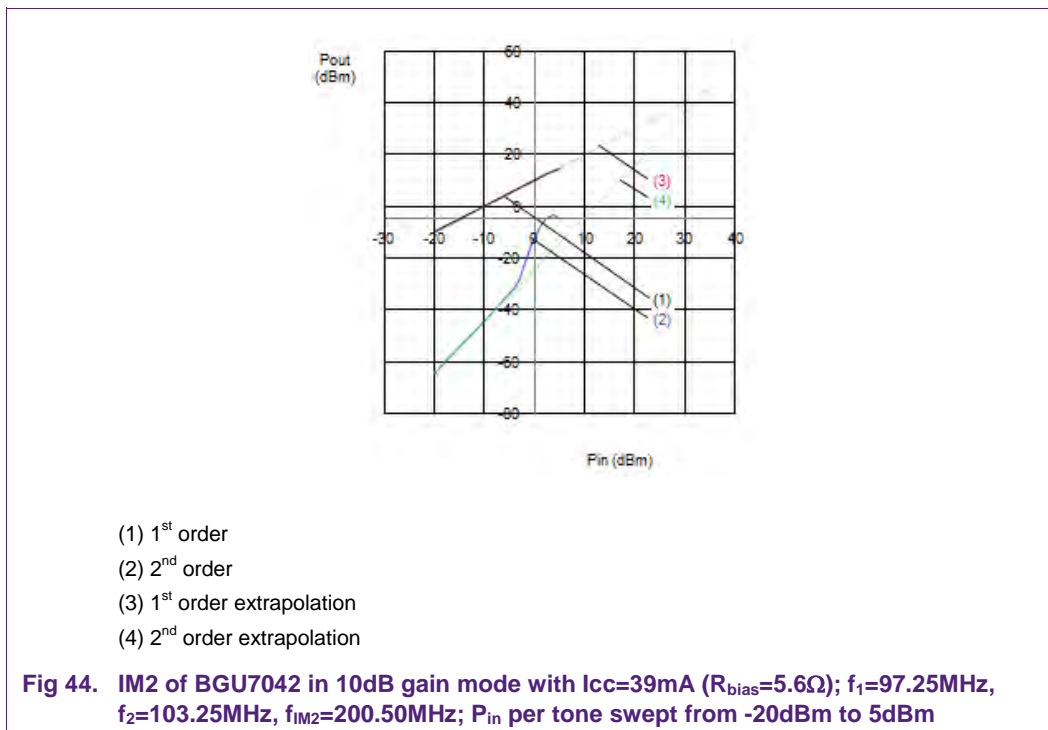 Pout
(dBm)
60
40
20
0
-30 -20 -10 0 10 20 30 40
-20
-40
-60
-80
(3)
(4)
(1)
(2)
Pin (dBm)
(1) 1st order
(2) 2nd order
(3) 1st order extrapolation
(4) 2nd order extrapolation
Fig 44. IM2 of BGU7042 in 10dB gain mode with Icc=39mA (Rbias=5.6Ω); f1=97.25MHz,
f2=103.25MHz, fIM2=200.50MHz; Pin per tone swept from -20dBm to 5dBm